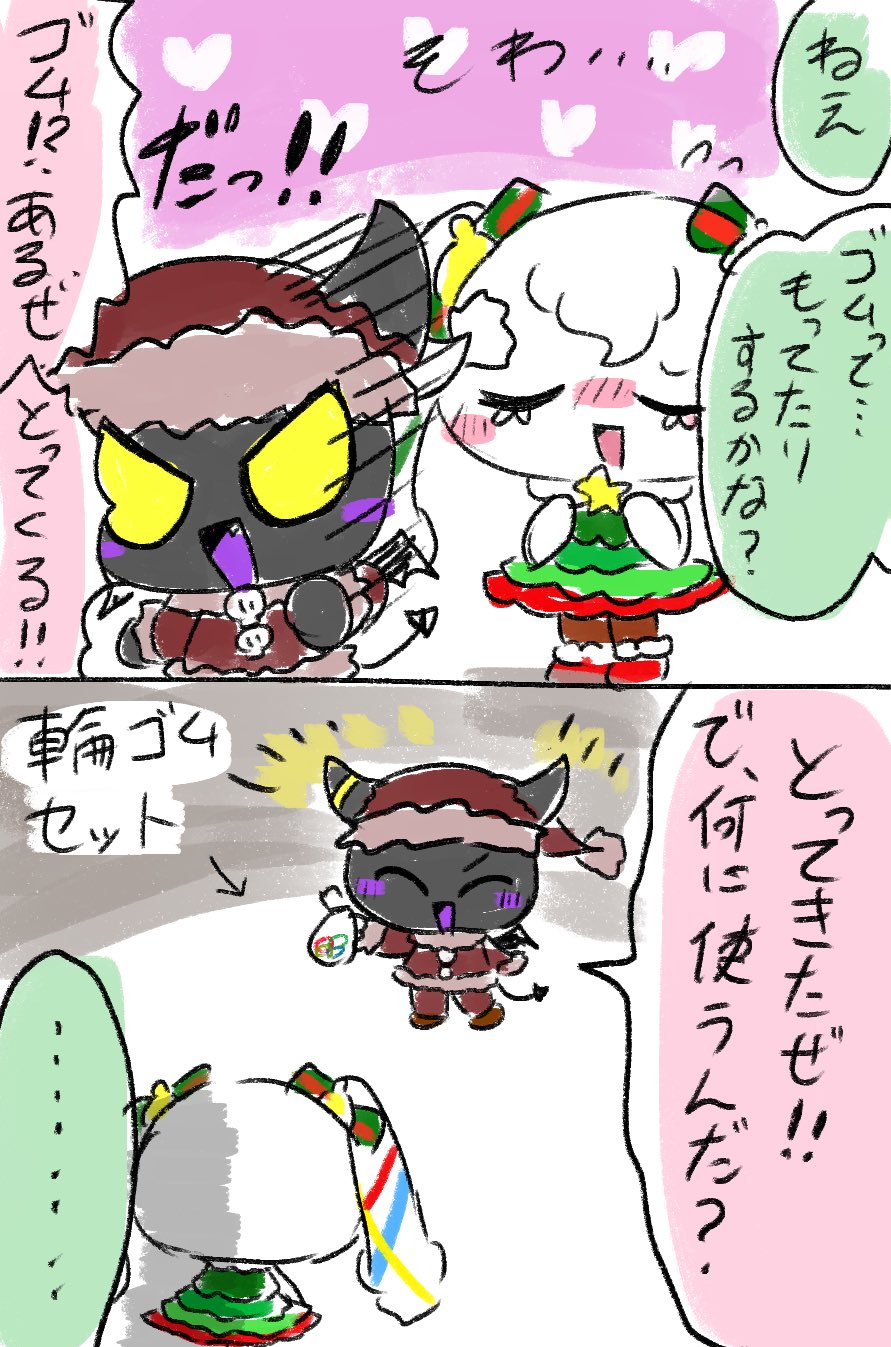 ねえ
ゴムって…
もってたり
するかな?
そわ・・・・
だっ!!
ゴム!?、あるぜ、
とってくる!!
とってきたぜ!!
で、何に使うんだ?
輪ゴム
セット
…………